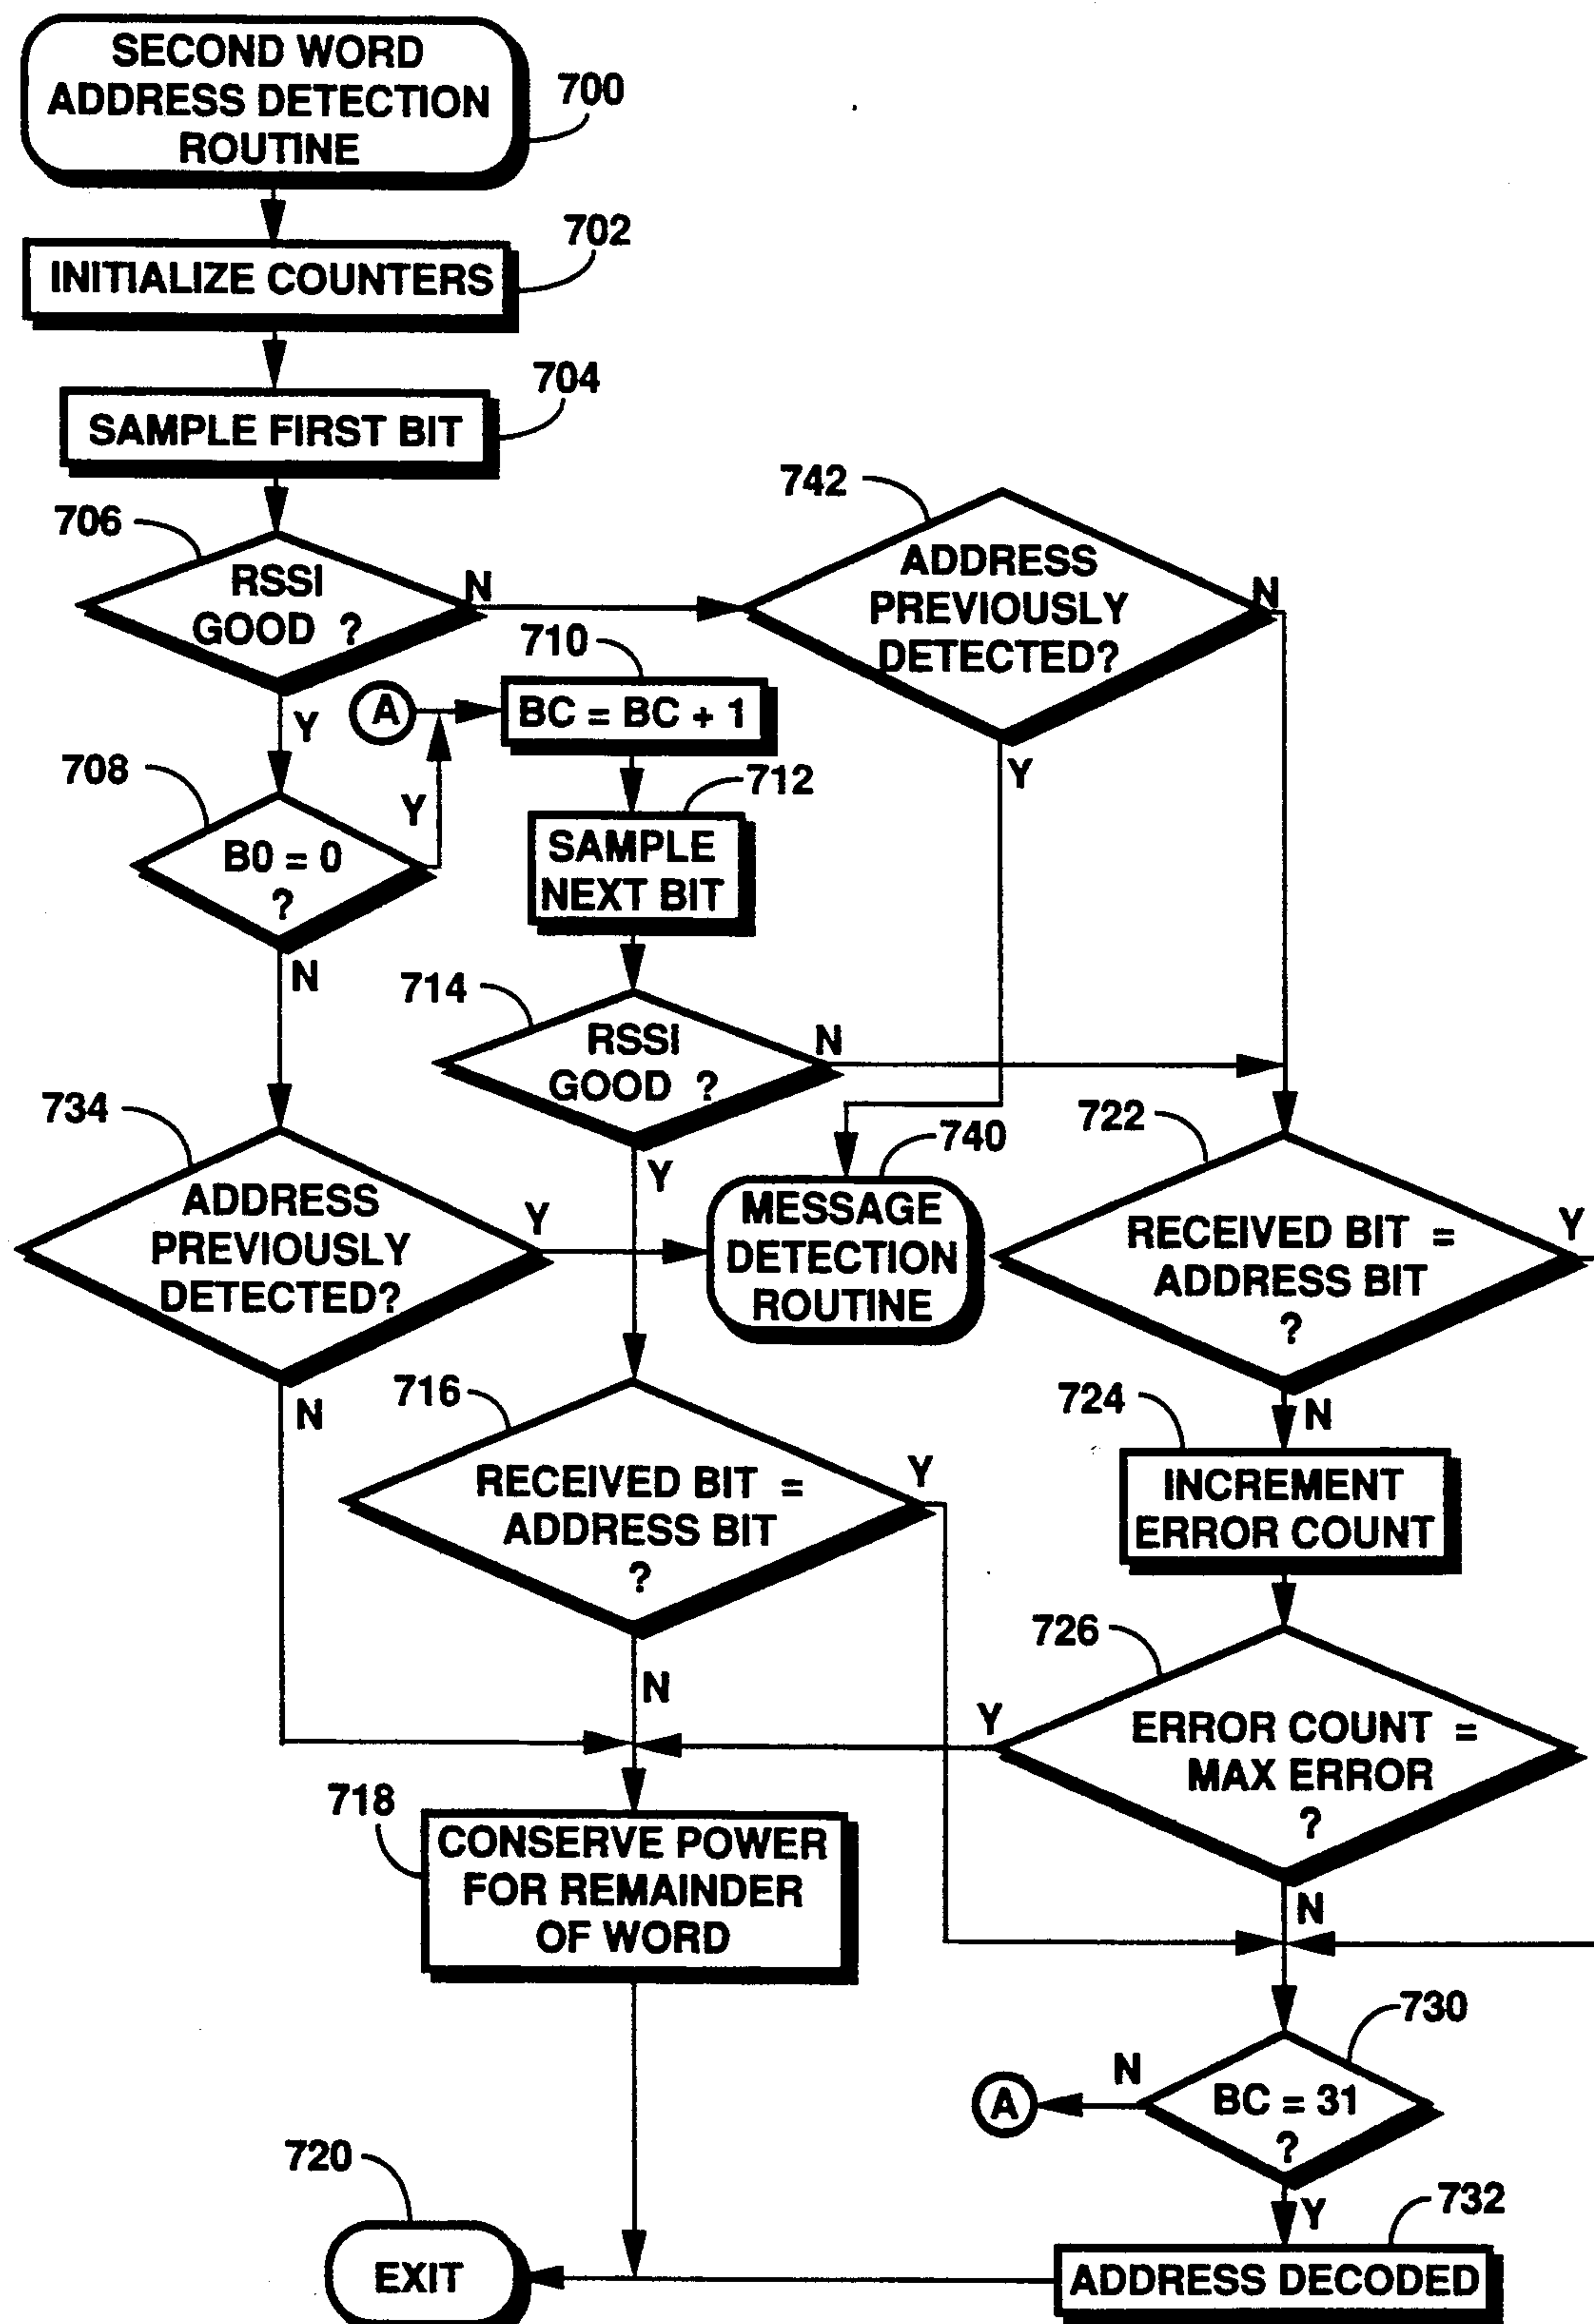 SECOND WORD
ADDRESS DETECTION
ROUTINE
700
INITIALIZE COUNTERS
702
SAMPLE FIRST BIT
704
706
RSSI
GOOD ?
N
Y
742
ADDRESS
PREVIOUSLY
DETECTED?
N
Y
710
A
BC = BC + 1
708
B0 = 0
?
Y
N
712
SAMPLE
NEXT BIT
714
RSSI
GOOD ?
N
Y
734
ADDRESS
PREVIOUSLY
DETECTED?
Y
N
740
MESSAGE
DETECTION
ROUTINE
722
RECEIVED BIT =
ADDRESS BIT
?
Y
N
716
RECEIVED BIT =
ADDRESS BIT
?
Y
N
724
INCREMENT
ERROR COUNT
726
ERROR COUNT =
MAX ERROR
?
Y
N
718
CONSERVE POWER
FOR REMAINDER
OF WORD
730
BC = 31
?
N
A
Y
720
EXIT
732
ADDRESS DECODED